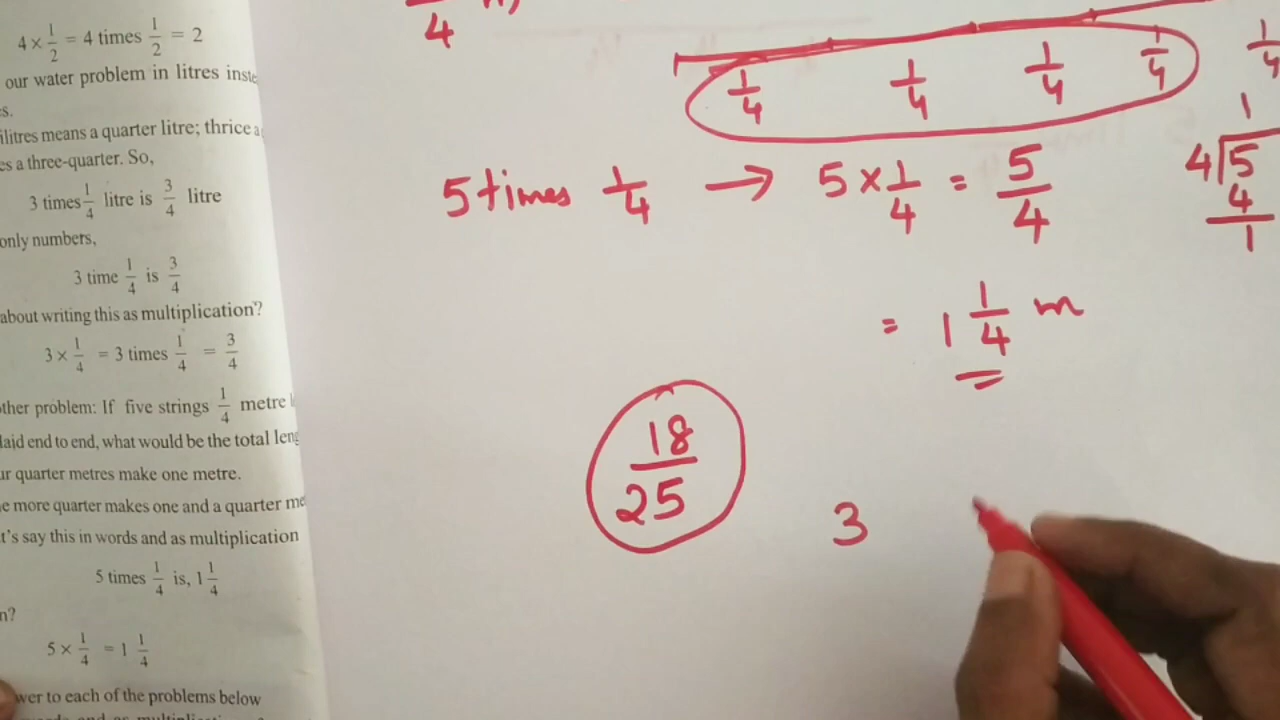 4 × 1/2 = 4 times 1/2 = 2
our water problem in litres
ilitres means a quarter litre; thrice a
es a three-quarter. So,
3 times 1/4 litre is 3/4 litre
only numbers,
3 time 1/4 is 3/4
about writing this as multiplication?
3 × 1/4 = 3 times 1/4 = 3/4
other problem: If five strings 1/4 metre
laid end to end, what would be the total
ur quarter metres make one metre.
e more quarter makes one and a quarter
t's say this in words and as multiplication
5 times 1/4 is, 1 1/4
n?
5 × 1/4 = 1 1/4
wer to each of the problems below
4
1/4 1/4 1/4 1/4 1/4
5 times 1/4 → 5 × 1/4 = 5/4
= 1 1/4 m
1
4 5
4
1
18/25
3